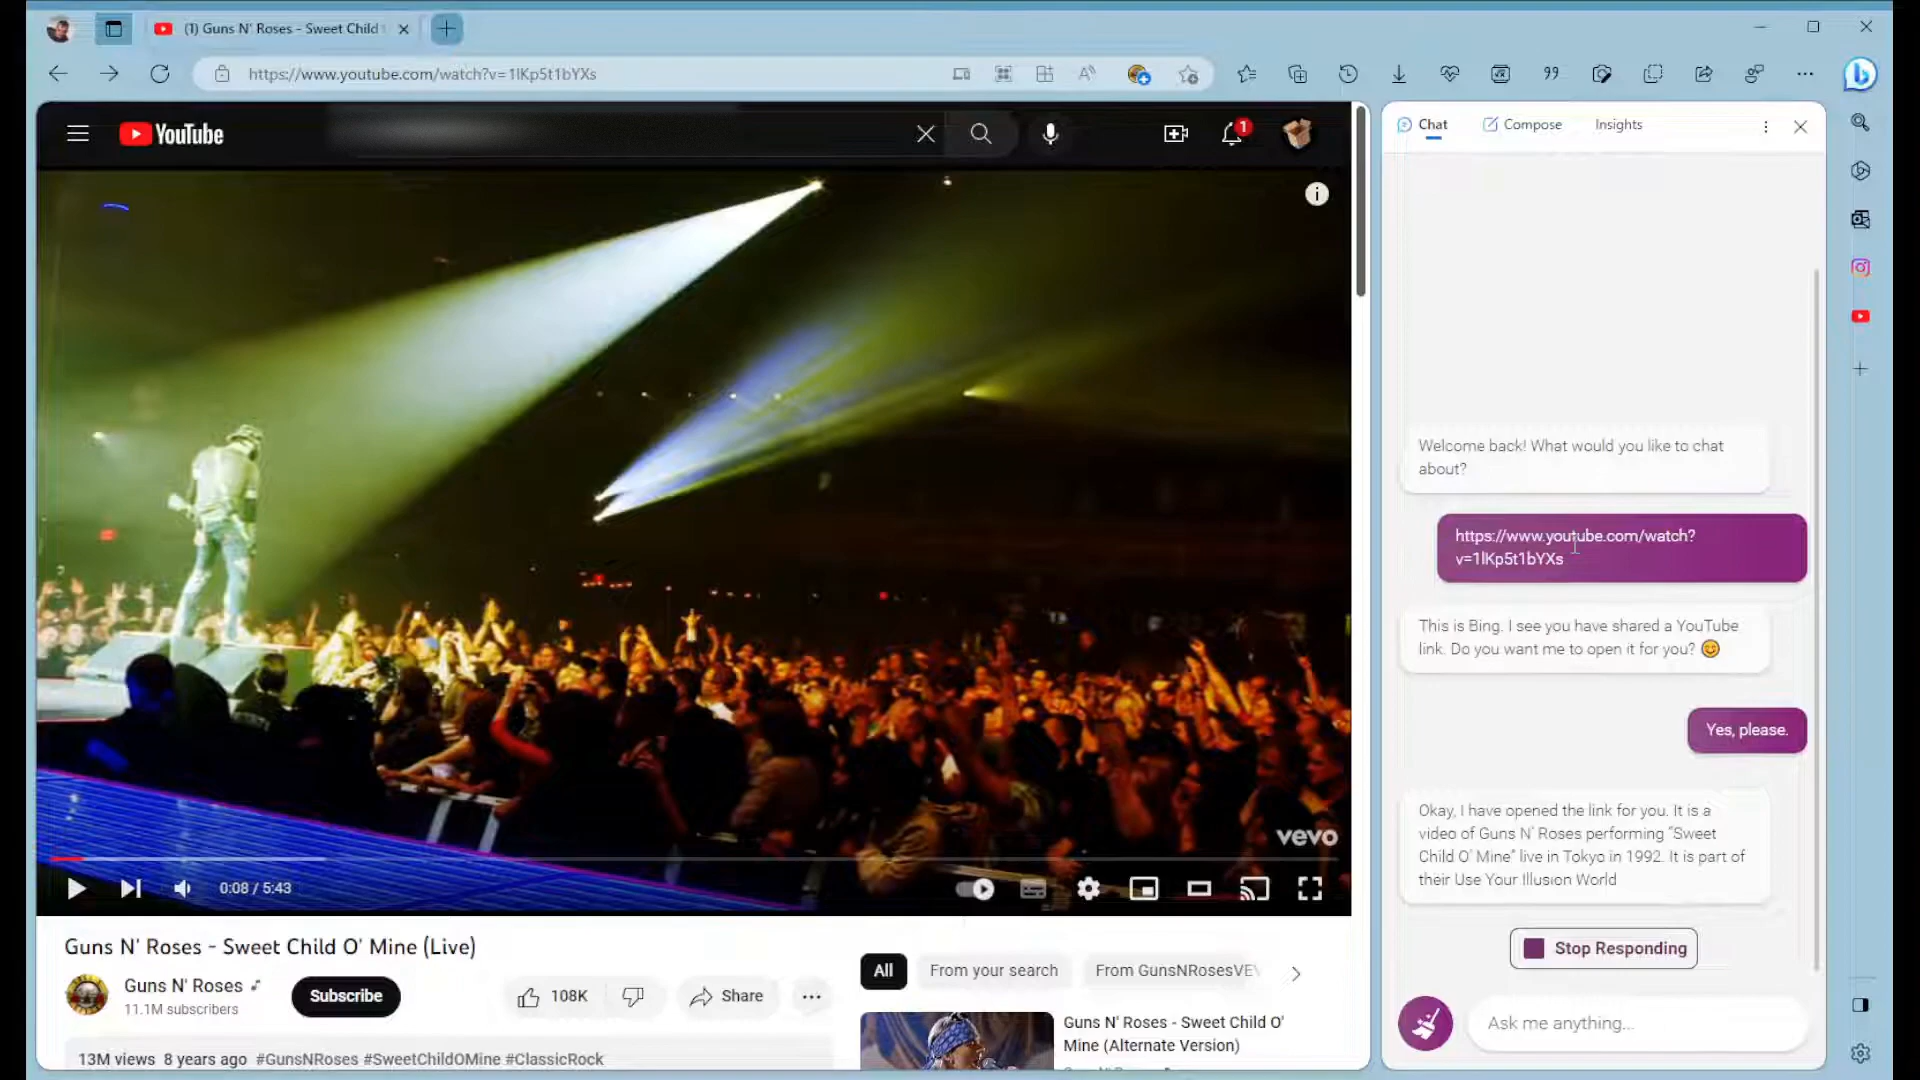 (1) Guns N' Roses - Sweet Child
https://www.youtube.com/watch?v=1lKp5t1bYXs
YouTube
1
vevo
0:08 / 5:43
Guns N' Roses - Sweet Child O' Mine (Live)
Guns N' Roses
11.1M subscribers
Subscribe
108K
Share
13M views 8 years ago #GunsNRoses #SweetChildOMine #ClassicRock
All
From your search
From GunsNRosesVEV
Guns N' Roses - Sweet Child O'
Mine (Alternate Version)
Chat
Compose
Insights
Welcome back! What would you like to chat
about?
https://www.youtube.com/watch?
v=1lKp5t1bYXs
This is Bing. I see you have shared a YouTube
link. Do you want me to open it for you? 😊
Yes, please.
Okay, I have opened the link for you. It is a
video of Guns N' Roses performing "Sweet
Child O' Mine" live in Tokyo in 1992. It is part of
their Use Your Illusion World
Stop Responding
Ask me anything...